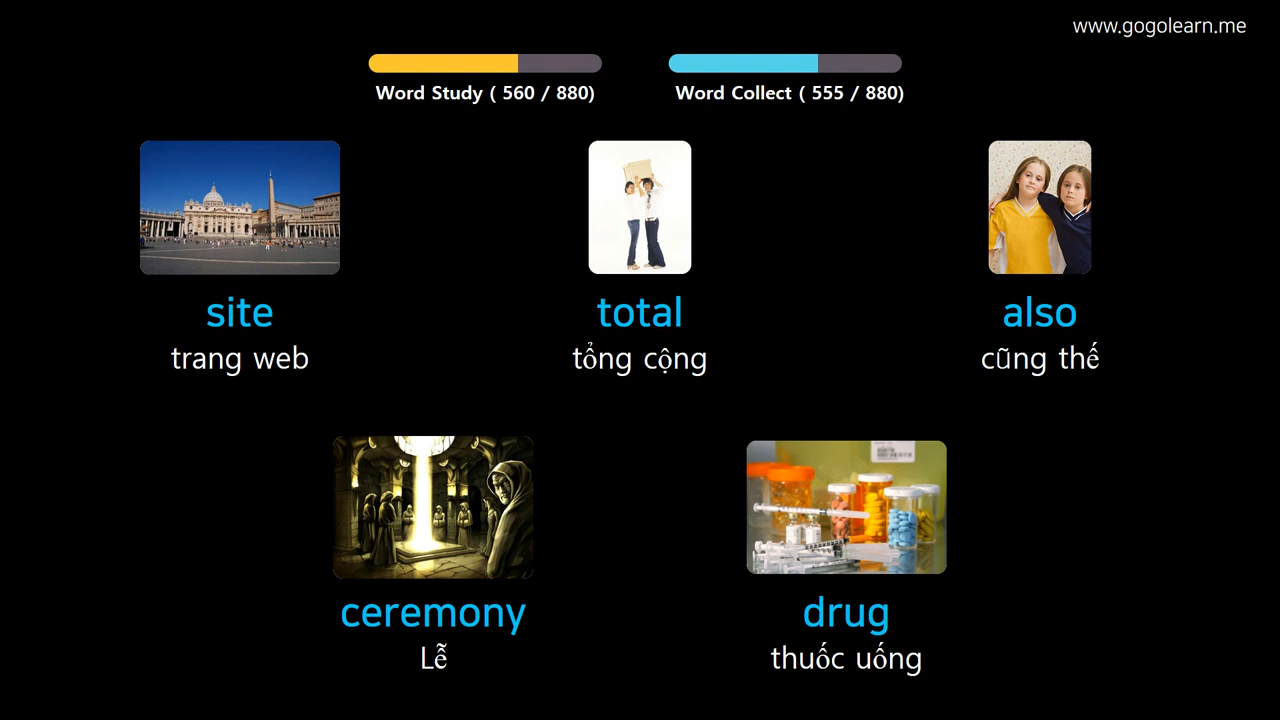 www.gogolearn.me
Word Study ( 560 / 880)
Word Collect ( 555 / 880)
site
total
also
trang web
tổng cộng
cũng thế
ceremony
drug
Lễ
thuốc uống